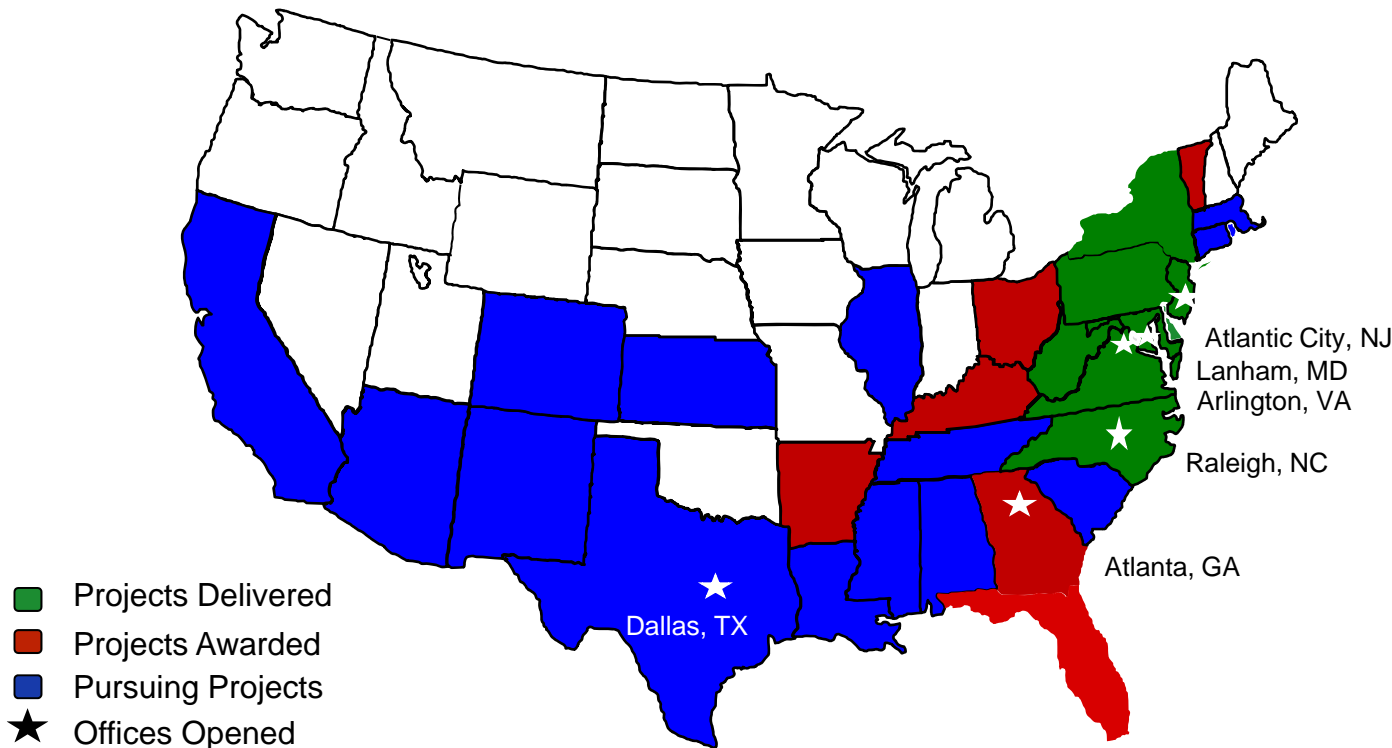 Atlantic City, NJ
Lanham, MD
Arlington, VA
Raleigh, NC
Atlanta, GA
Dallas, TX
Projects Delivered
Projects Awarded
Pursuing Projects
Offices Opened